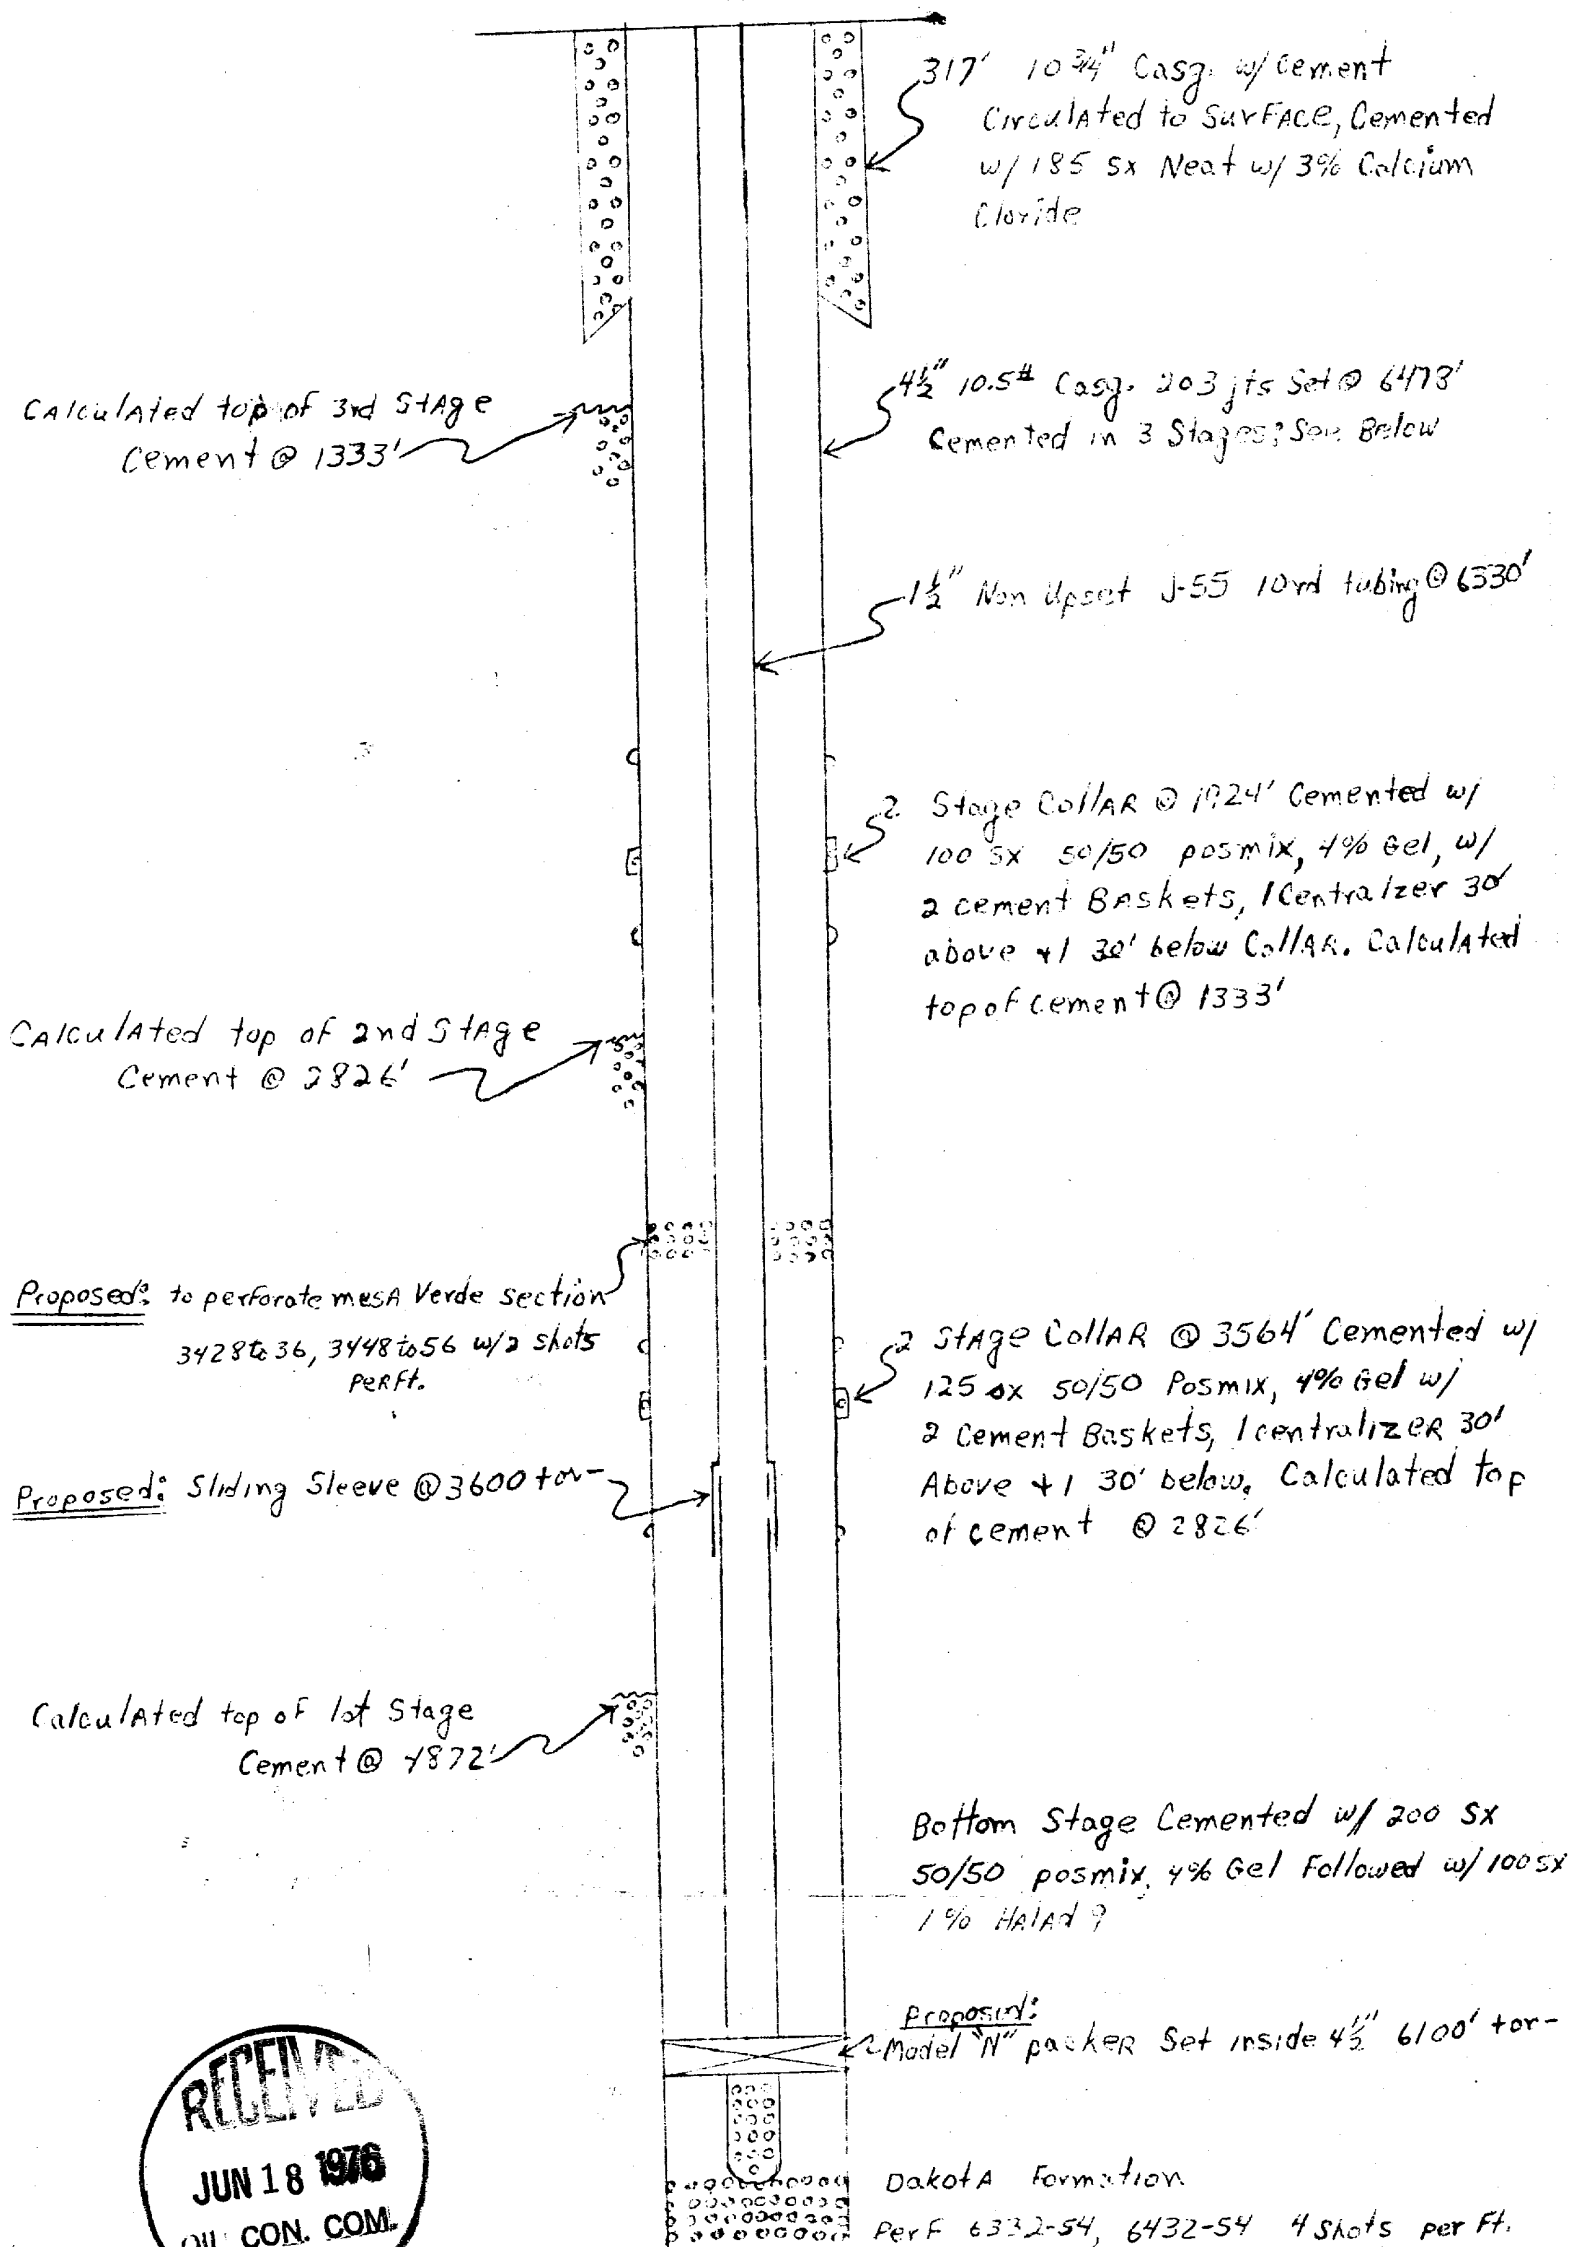 317' 10 3/4" Casg. w/ Cement
Circulated to Surface, Cemented
w/ 185 sx Neat w/ 3% Calcium
Cloride
4½" 10.5# Casg. 203 jts Set @ 6478'
Cemented in 3 Stages; See Below
Calculated top of 3rd Stage
Cement @ 1333'
1½" Non Upset J-55 10rd tubing @ 6330'
2 Stage Collar @ 1924' Cemented w/
100 sx 50/50 posmix, 4% Gel, w/
2 cement Baskets, 1 Centralzer 30'
above +1 30' below Collar. Calculated
top of cement @ 1333'
Calculated top of 2nd Stage
Cement @ 2826'
Proposed: to perforate mesa Verde section
3428 to 36, 3448 to 56 w/2 shots
per Ft.
2 Stage Collar @ 3564' Cemented w/
125 sx 50/50 Posmix, 4% Gel w/
2 Cement Baskets, 1 centralizer 30'
Above +1 30' below. Calculated top
of cement @ 2826'
Proposed: Sliding Sleeve @ 3600 + or -
Calculated top of 1st Stage
Cement @ 4872'
Bottom Stage Cemented w/ 200 sx
50/50 posmix, 4% Gel Followed w/ 100 sx
1% Halad 9
Proposed:
Model "N" packer Set inside 4½" 6100' + or -
Dakota Formation
Perf 6332-54, 6432-54 4 Shots per Ft.
RECEIVED
JUN 18 1976
OIL CON. COM.